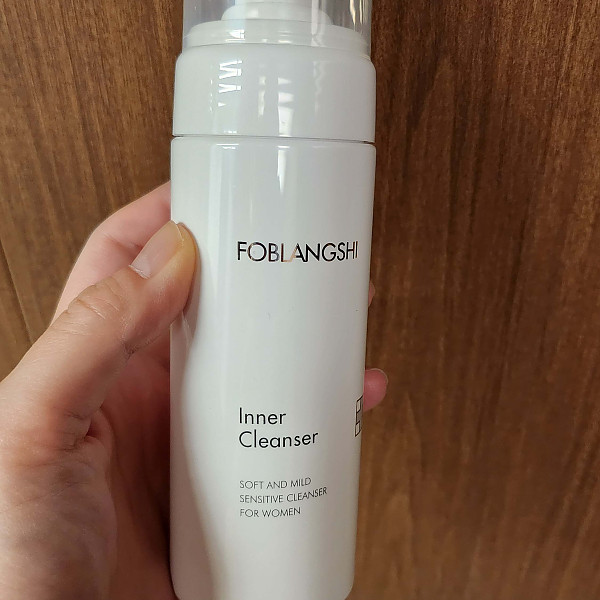 FOBLANGSHI
Inner
Cleanser
SOFT AND MILD
SENSITIVE CLEANSER
FOR WOMEN